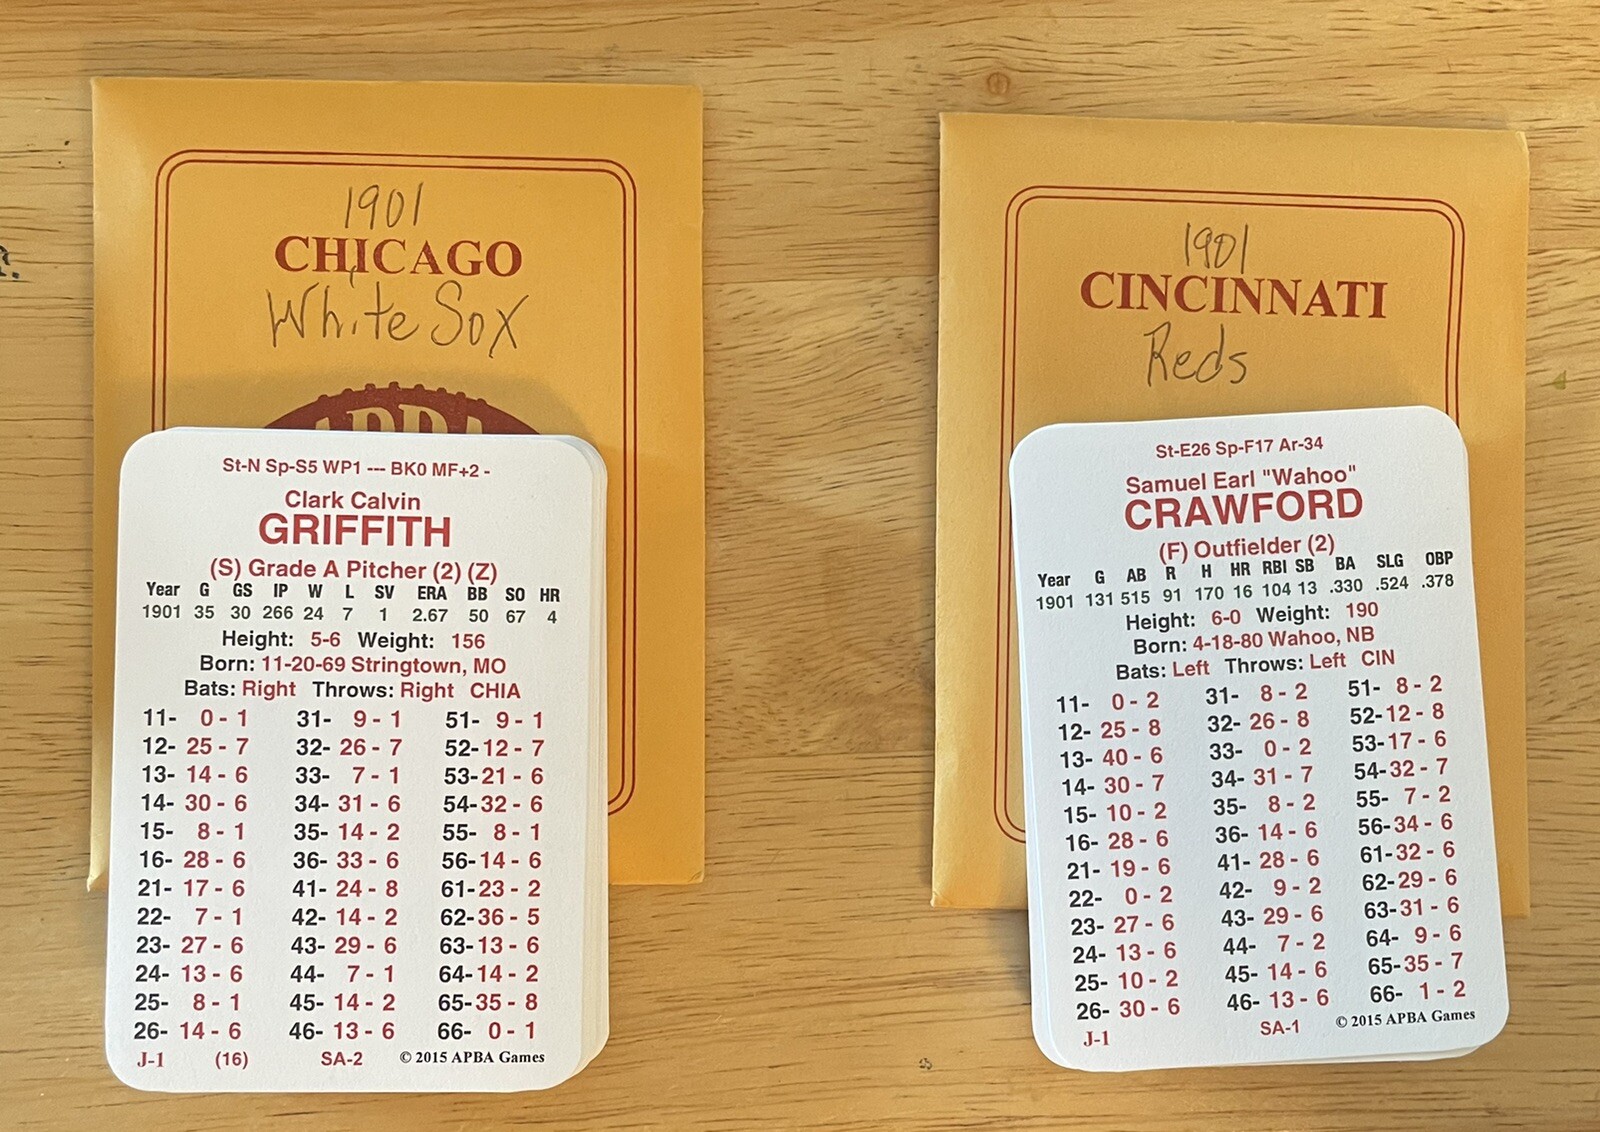 1901
CHICAGO
White Sox
APBA
St-N Sp-S5 WP1 --- BK0 MF+2 -
Clark Calvin
GRIFFITH
(S) Grade A Pitcher (2) (Z)
Year G GS IP W L SV ERA BB SO HR
1901 35 30 266 24 7 1 2.67 50 67 4
Height: 5-6 Weight: 156
Born: 11-20-69 Stringtown, MO
Bats: Right Throws: Right CHIA
11- 0 - 1 31- 9 - 1 51- 9 - 1
12- 25 - 7 32- 26 - 7 52- 12 - 7
13- 14 - 6 33- 7 - 1 53- 21 - 6
14- 30 - 6 34- 31 - 6 54- 32 - 6
15- 8 - 1 35- 14 - 2 55- 8 - 1
16- 28 - 6 36- 33 - 6 56- 14 - 6
21- 17 - 6 41- 24 - 8 61- 23 - 2
22- 7 - 1 42- 14 - 2 62- 36 - 5
23- 27 - 6 43- 29 - 6 63- 13 - 6
24- 13 - 6 44- 7 - 1 64- 14 - 2
25- 8 - 1 45- 14 - 2 65- 35 - 8
26- 14 - 6 46- 13 - 6 66- 0 - 1
J-1 (16) SA-2 © 2015 APBA Games
1901
CINCINNATI
Reds
St-E26 Sp-F17 Ar-34
Samuel Earl "Wahoo"
CRAWFORD
(F) Outfielder (2)
Year G AB R H HR RBI SB BA SLG OBP
1901 131 515 91 170 16 104 13 .330 .524 .378
Height: 6-0 Weight: 190
Born: 4-18-80 Wahoo, NB
Bats: Left Throws: Left CIN
11- 0 - 2 31- 8 - 2 51- 8 - 2
12- 25 - 8 32- 26 - 8 52- 12 - 8
13- 40 - 6 33- 0 - 2 53- 17 - 6
14- 30 - 7 34- 31 - 7 54- 32 - 7
15- 10 - 2 35- 8 - 2 55- 7 - 2
16- 28 - 6 36- 14 - 6 56- 34 - 6
21- 19 - 6 41- 28 - 6 61- 32 - 6
22- 0 - 2 42- 9 - 2 62- 29 - 6
23- 27 - 6 43- 29 - 6 63- 31 - 6
24- 13 - 6 44- 7 - 2 64- 9 - 6
25- 10 - 2 45- 14 - 6 65- 35 - 7
26- 30 - 6 46- 13 - 6 66- 1 - 2
J-1 SA-1 © 2015 APBA Games